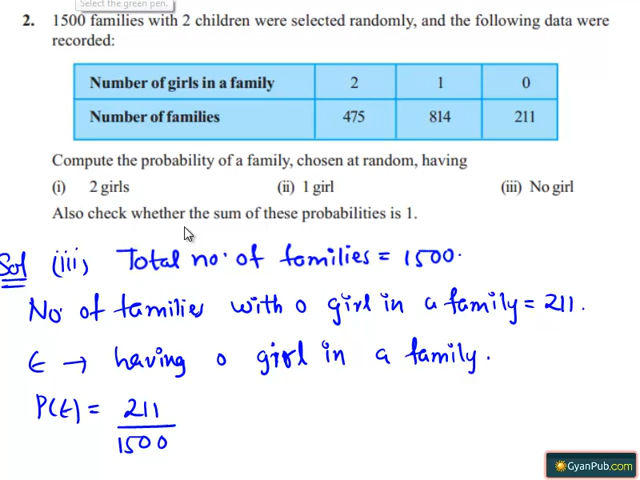 Select the green pen.
2. 1500 families with 2 children were selected randomly, and the following data were
recorded:
Number of girls in a family 2 1 0
Number of families 475 814 211
Compute the probability of a family, chosen at random, having
(i) 2 girls (ii) 1 girl (iii) No girl
Also check whether the sum of these probabilities is 1.
Sol (iii) Total no. of families = 1500.
No. of families with 0 girl in a family = 211.
E → having 0 girl in a family.
P(E) = 211
1500
GyanPub.com